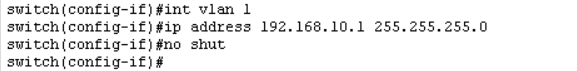 switch(config-if)#int vlan 1
switch(config-if)#ip address 192.168.10.1 255.255.255.0
switch(config-if)#no shut
switch(config-if)#